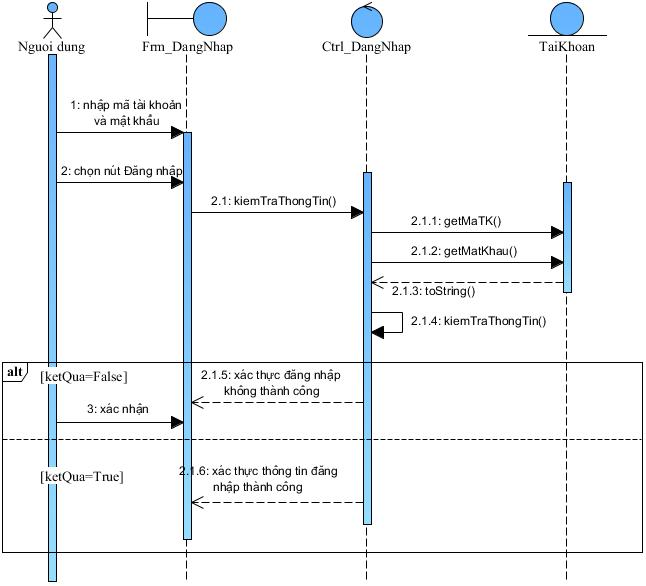 Nguoi dung
Frm_DangNhap
Ctrl_DangNhap
TaiKhoan
1: nhập mã tài khoản
và mật khẩu
2: chọn nút Đăng nhập
2.1: kiemTraThongTin()
2.1.1: getMaTK()
2.1.2: getMatKhau()
2.1.3: toString()
2.1.4: kiemTraThongTin()
alt
[ketQua=False]
2.1.5: xác thực đăng nhập
không thành công
3: xác nhận
[ketQua=True]
2.1.6: xác thực thông tin đăng
nhập thành công